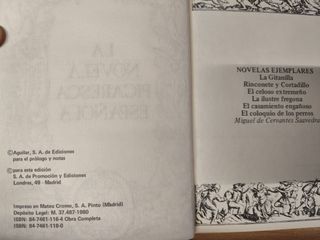 LA
NOVELA
PICARESCA
ESPAÑOLA
©Aguilar, S. A. de Ediciones
para el prólogo y notas
©para esta edición
S. A. de Promoción y Ediciones
Londres, 49 - Madrid
Impreso en Mateu Cromo, S. A. Pinto (Madrid)
Depósito Legal: M. 37.487-1980
ISBN: 84-7461-116-4 Obra Completa
ISBN: 84-7461-118-0
NOVELAS EJEMPLARES
La Gitanilla
Rinconete y Cortadillo
El celoso extremeño
La ilustre fregona
El casamiento engañoso
El coloquio de los perros
Miguel de Cervantes Saavedra